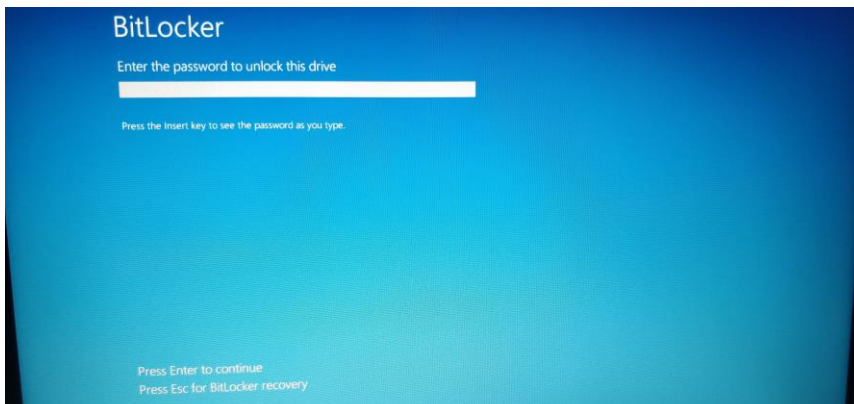 BitLocker
Enter the password to unlock this drive
Press the Insert key to see the password as you type.
Press Enter to continue
Press Esc for BitLocker recovery